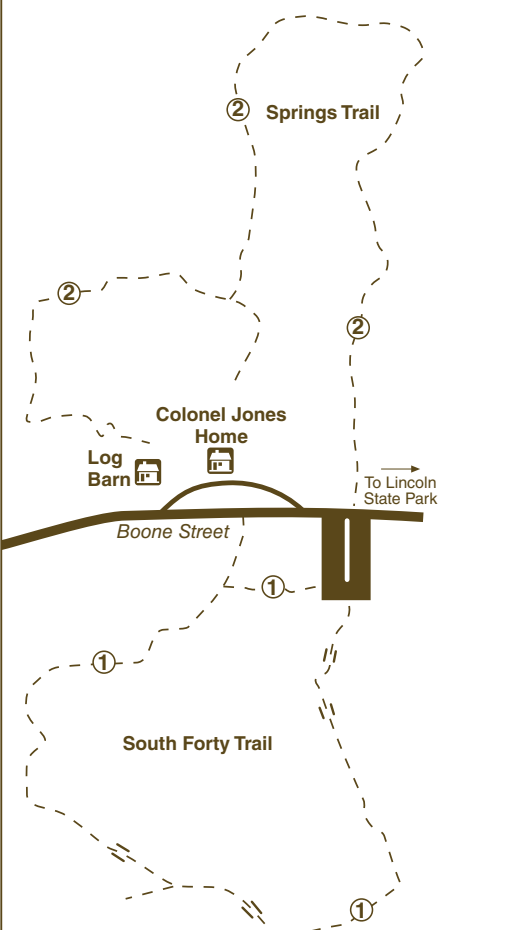 2
Springs Trail
2
2
Colonel Jones
Home
Log
Barn
To Lincoln
State Park
Boone Street
1
1
South Forty Trail
1